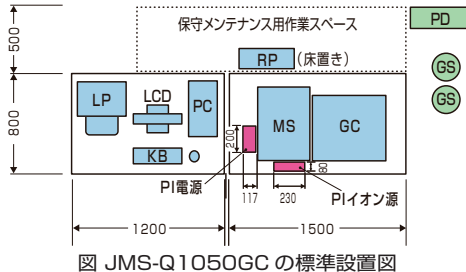 保守メンテナンス用作業スペース
PD
500
RP (床置き)
GS
GS
LP
LCD
PC
MS
GC
800
KB
200
PI電源
80
PIイオン源
117
230
1200
1500
図 JMS-Q1050GC の標準設置図